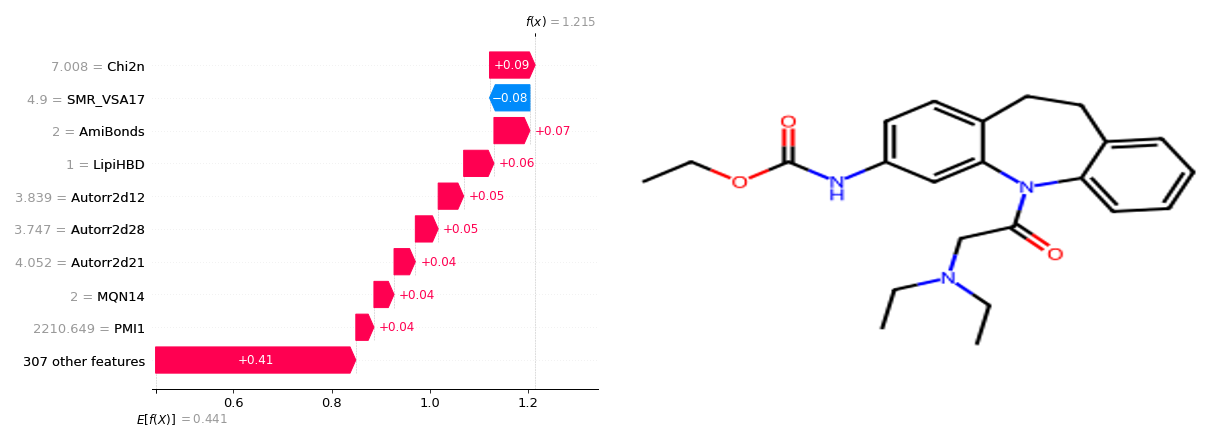 f(x) = 1.215
7.008 = Chi2n
+0.09
4.9 = SMR_VSA17
−0.08
2 = AmiBonds
+0.07
1 = LipiHBD
+0.06
3.839 = Autorr2d12
+0.05
3.747 = Autorr2d28
+0.05
4.052 = Autorr2d21
+0.04
2 = MQN14
+0.04
2210.649 = PMI1
+0.04
307 other features
+0.41
0.6 0.8 1.0 1.2
E[f(X)] = 0.441
O
O
N
H
N
O
N